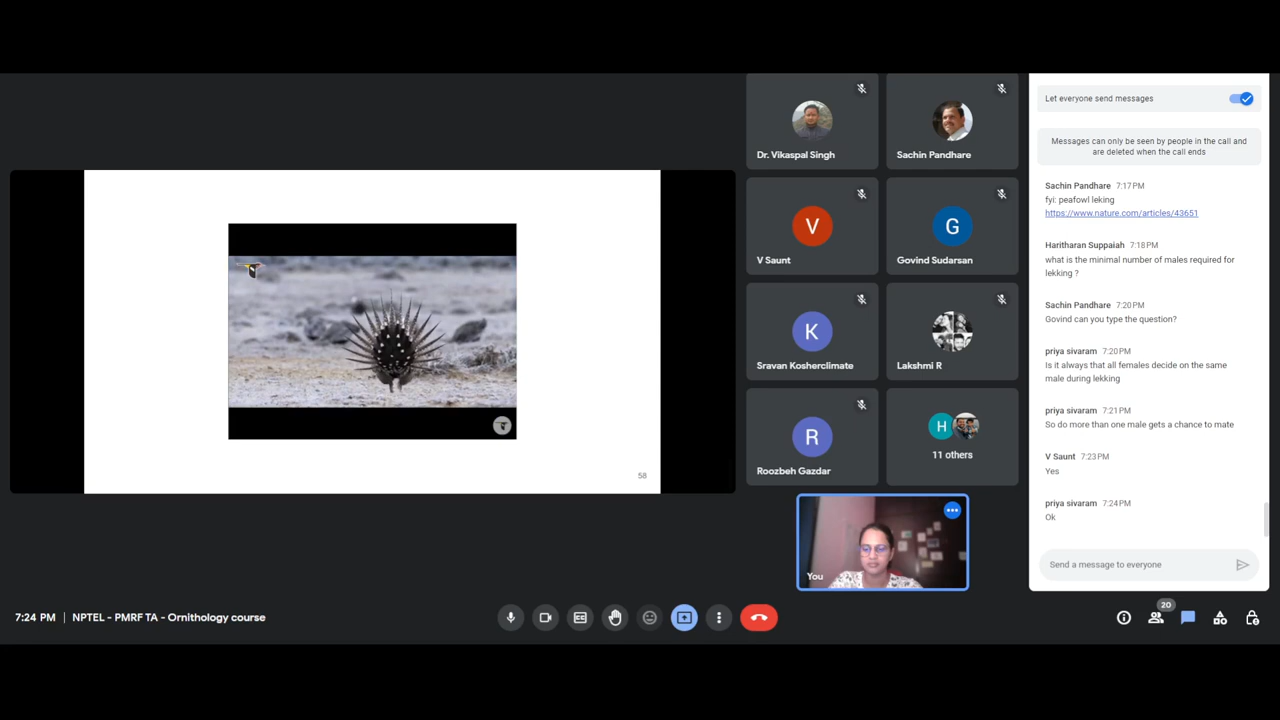 58
Dr. Vikaspal Singh
Sachin Pandhare
V
V Saunt
G
Govind Sudarsan
K
Sravan Kosherclimate
Lakshmi R
R
Roozbeh Gazdar
H
11 others
You
Let everyone send messages
Messages can only be seen by people in the call and
are deleted when the call ends
Sachin Pandhare 7:17 PM
fyi: peafowl leking
https://www.nature.com/articles/43651
Haritharan Suppaiah 7:18 PM
what is the minimal number of males required for
lekking ?
Sachin Pandhare 7:20 PM
Govind can you type the question?
priya sivaram 7:20 PM
Is it always that all females decide on the same
male during lekking
priya sivaram 7:21 PM
So do more than one male gets a chance to mate
V Saunt 7:23 PM
Yes
priya sivaram 7:24 PM
Ok
Send a message to everyone
7:24 PM | NPTEL - PMRF TA - Ornithology course
20